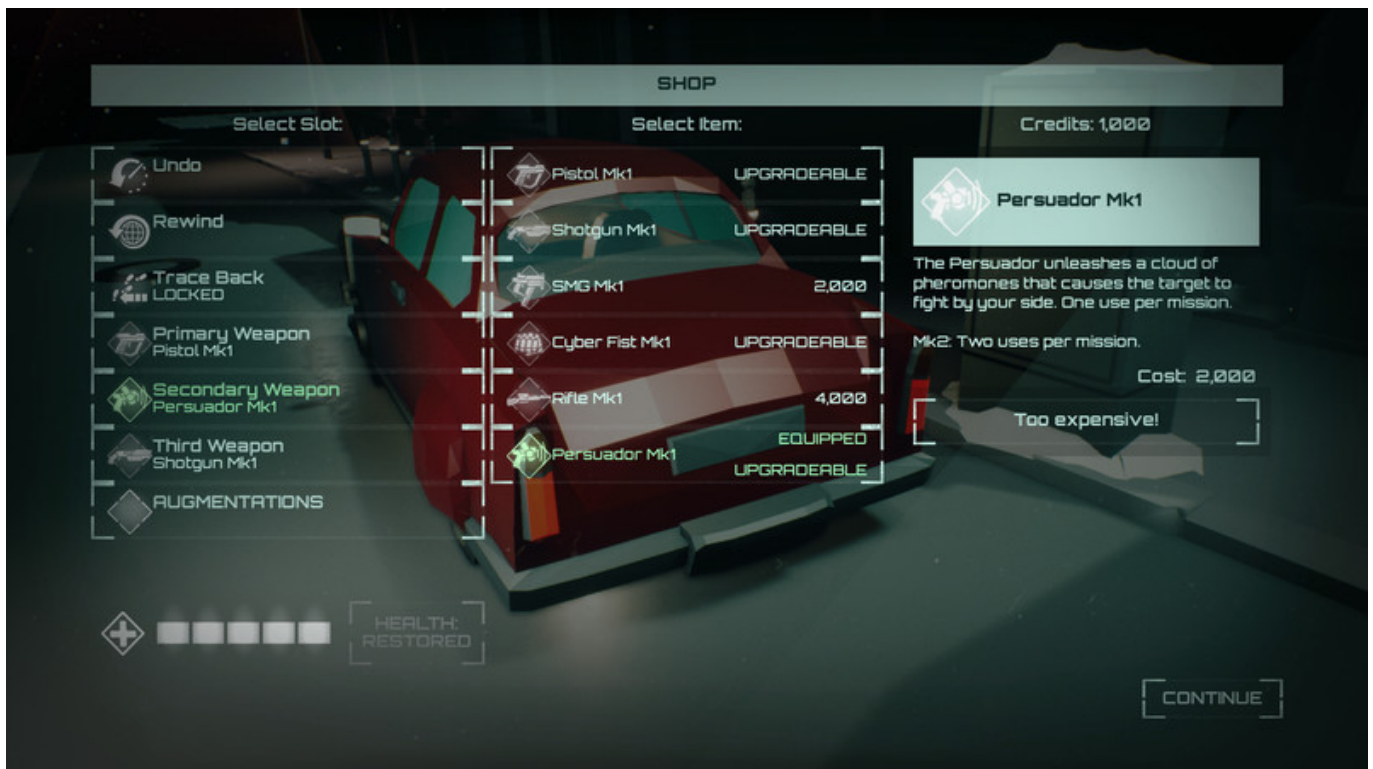 SHOP
Select Slot:
Select Item:
Credits: 1,000
Undo
Rewind
Trace Back
LOCKED
Primary Weapon
Pistol Mk1
Secondary Weapon
Persuador Mk1
Third Weapon
Shotgun Mk1
AUGMENTATIONS
HEALTH:
RESTORED
Pistol Mk1 UPGRADEABLE
Shotgun Mk1 UPGRADEABLE
SMG Mk1 2,000
Cyber Fist Mk1 UPGRADEABLE
Rifle Mk1 4,000
EQUIPPED
Persuador Mk1
UPGRADEABLE
Persuador Mk1
The Persuador unleashes a cloud of
pheromones that causes the target to
fight by your side. One use per mission.
Mk2: Two uses per mission.
Cost: 2,000
Too expensive!
CONTINUE